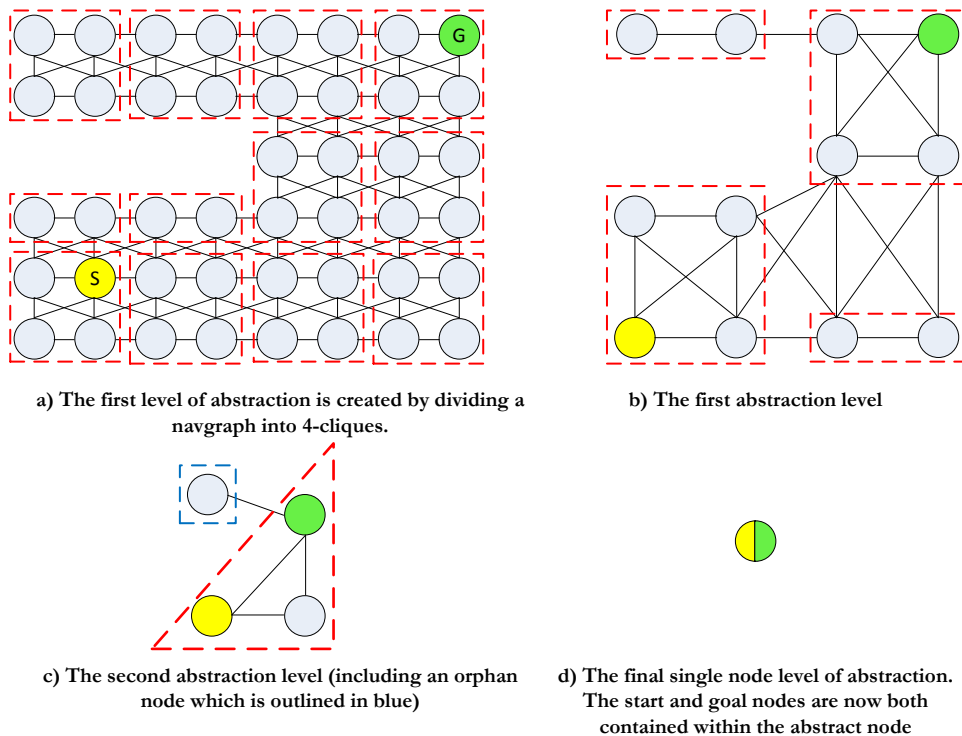 G
S
a) The first level of abstraction is created by dividing a
navgraph into 4-cliques.
b) The first abstraction level
c) The second abstraction level (including an orphan
node which is outlined in blue)
d) The final single node level of abstraction.
The start and goal nodes are now both
contained within the abstract node